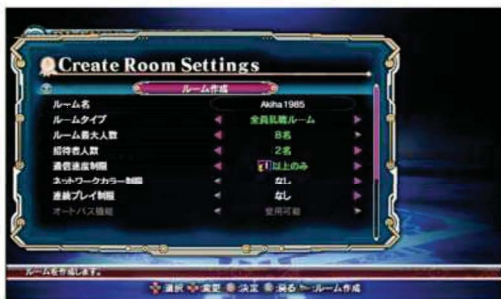 Create Room Settings
ルーム作成
ルーム名 Akiha1985
ルームタイプ 全員乱戦ルーム
ルーム最大人数 8名
招待者人数 2名
通信速度制限 1以上のみ
ネットワークカラー制限 なし
連続プレイ制限 なし
オートパス機能 使用可能
ルームを作成します。
選択 変更 決定 戻る ルーム作成